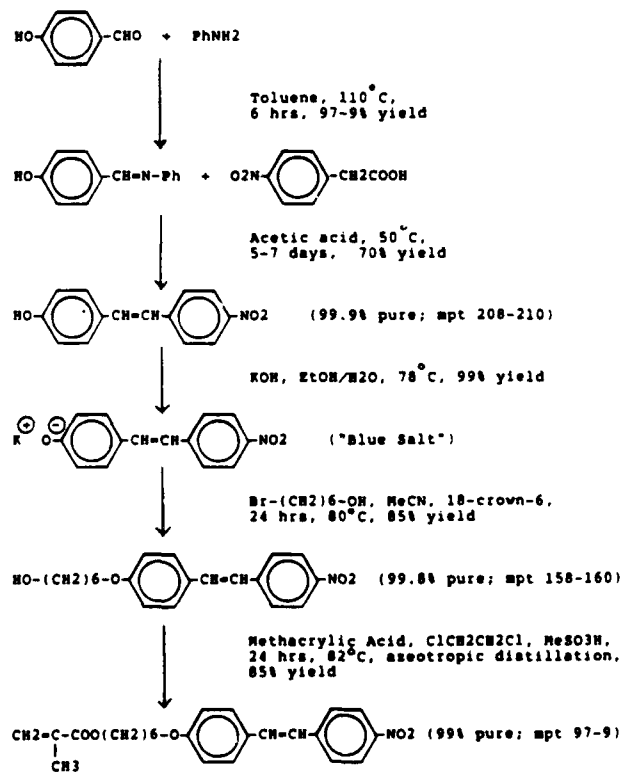 HO- -CHO + PhNH2
Toluene, 110°C,
6 hrs, 97-9% yield
HO- -CH=N-Ph + O2N- -CH2COOH
Acetic acid, 50°C,
5-7 days, 70% yield
HO- -CH=CH- -NO2 (99.9% pure; mpt 208-210)
KOH, EtOH/H2O, 78°C, 99% yield
K⊕ ⊖O- -CH=CH- -NO2 ("Blue Salt")
Br-(CH2)6-OH, MeCN, 18-crown-6,
24 hrs, 80°C, 85% yield
HO-(CH2)6-O- -CH=CH- -NO2 (99.8% pure; mpt 158-160)
Methacrylic Acid, ClCH2CH2Cl, MeSO3H,
24 hrs, 82°C, azeotropic distillation,
85% yield
CH2=C-COO(CH2)6-O- -CH=CH- -NO2 (99% pure; mpt 97-9)
CH3